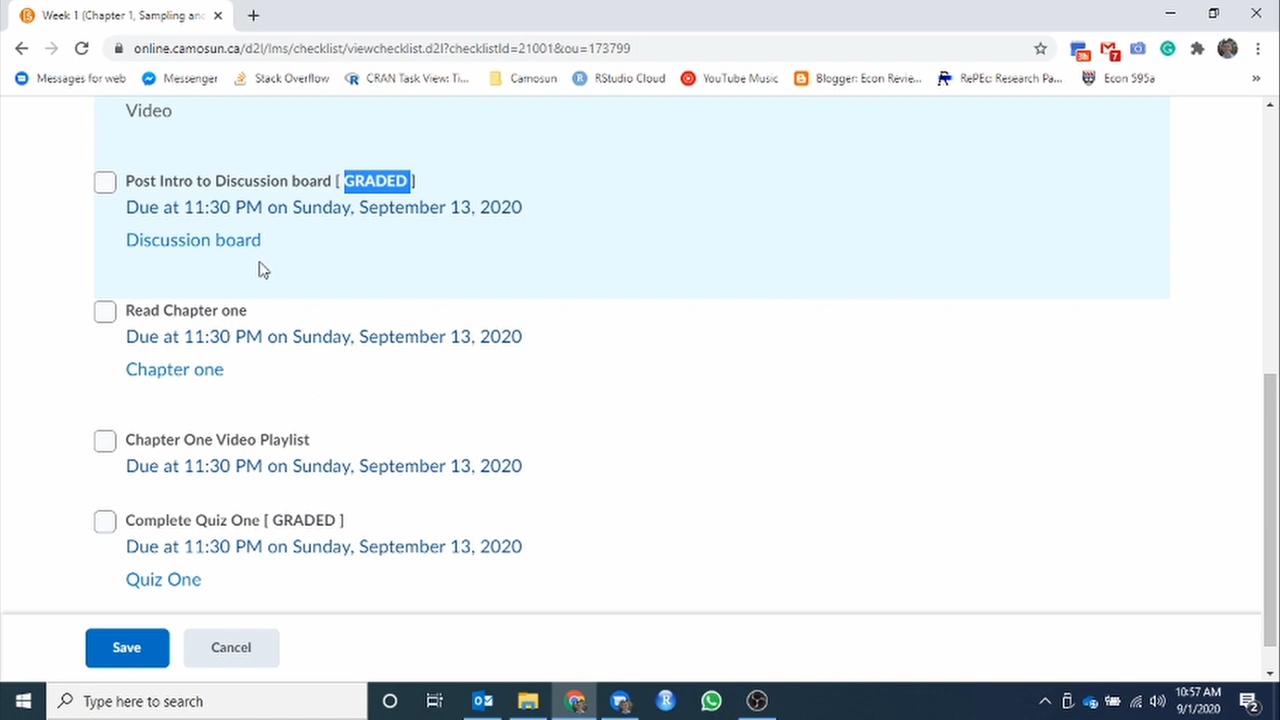 Week 1 (Chapter 1, Sampling and
online.camosun.ca/d2l/lms/checklist/viewchecklist.d2l?checklistId=21001&ou=173799
Messages for web
Messenger
Stack Overflow
CRAN Task View: Ti...
Camosun
RStudio Cloud
YouTube Music
Blogger: Econ Revie...
RePEc: Research Pa...
Econ 595a
Video
Post Intro to Discussion board [ GRADED ]
Due at 11:30 PM on Sunday, September 13, 2020
Discussion board
Read Chapter one
Due at 11:30 PM on Sunday, September 13, 2020
Chapter one
Chapter One Video Playlist
Due at 11:30 PM on Sunday, September 13, 2020
Complete Quiz One [ GRADED ]
Due at 11:30 PM on Sunday, September 13, 2020
Quiz One
Save
Cancel
Type here to search
10:57 AM
9/1/2020